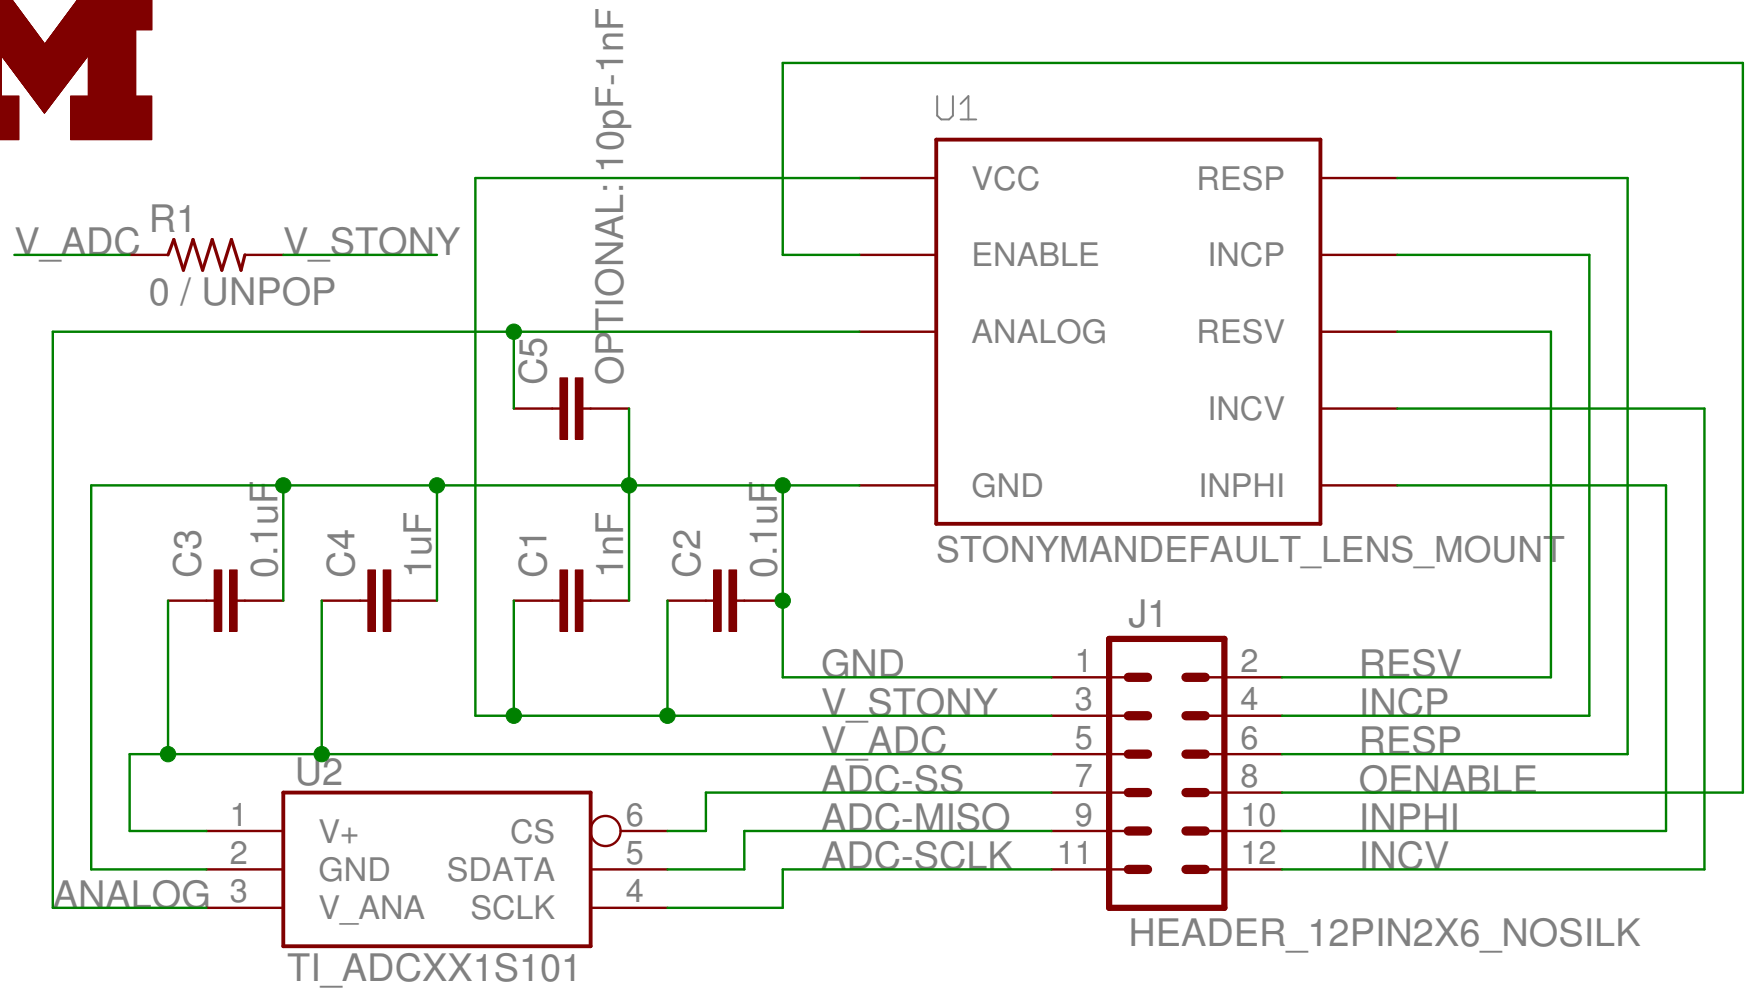 M
OPTIONAL: 10pF-1nF
U1
VCC RESP
R1
V_ADC V_STONY
ENABLE INCP
0 / UNPOP
ANALOG RESV
C5
INCV
GND INPHI
C3 0.1uF
C4 1uF
C1 1nF
C2 0.1uF
STONYMANDEFAULT_LENS_MOUNT
J1
GND 1 2 RESV
V_STONY 3 4 INCP
V_ADC 5 6 RESP
U2
ADC-SS 7 8 OENABLE
1 V+ CS 6
ADC-MISO 9 10 INPHI
2 GND SDATA 5
ADC-SCLK 11 12 INCV
ANALOG 3 V_ANA SCLK 4
HEADER_12PIN2X6_NOSILK
TI_ADCXX1S101